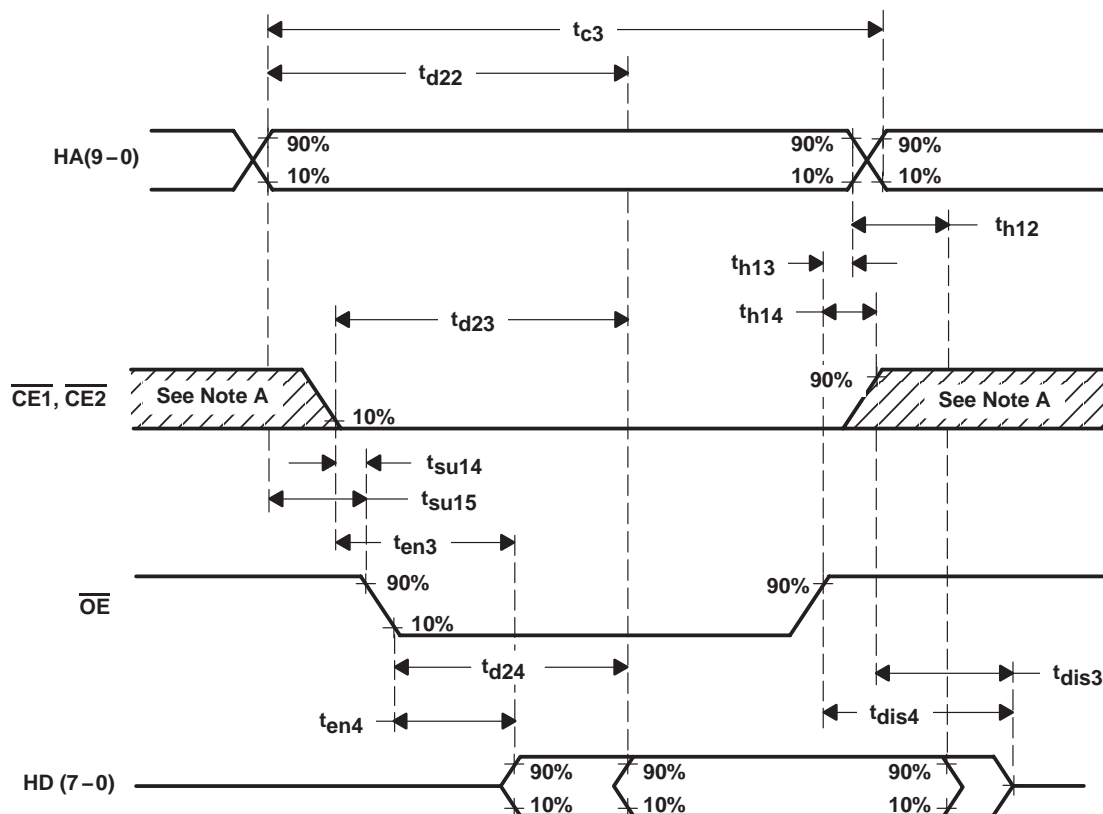 tc3
td22
HA(9–0)
90% 90% 90%
10% 10% 10%
th12
th13
th14
td23
CE1, CE2
See Note A 90% See Note A
10%
tsu14
tsu15
ten3
OE
90% 90%
10%
td24
tdis3
ten4
tdis4
HD (7–0)
90% 90% 90%
10% 10% 10%